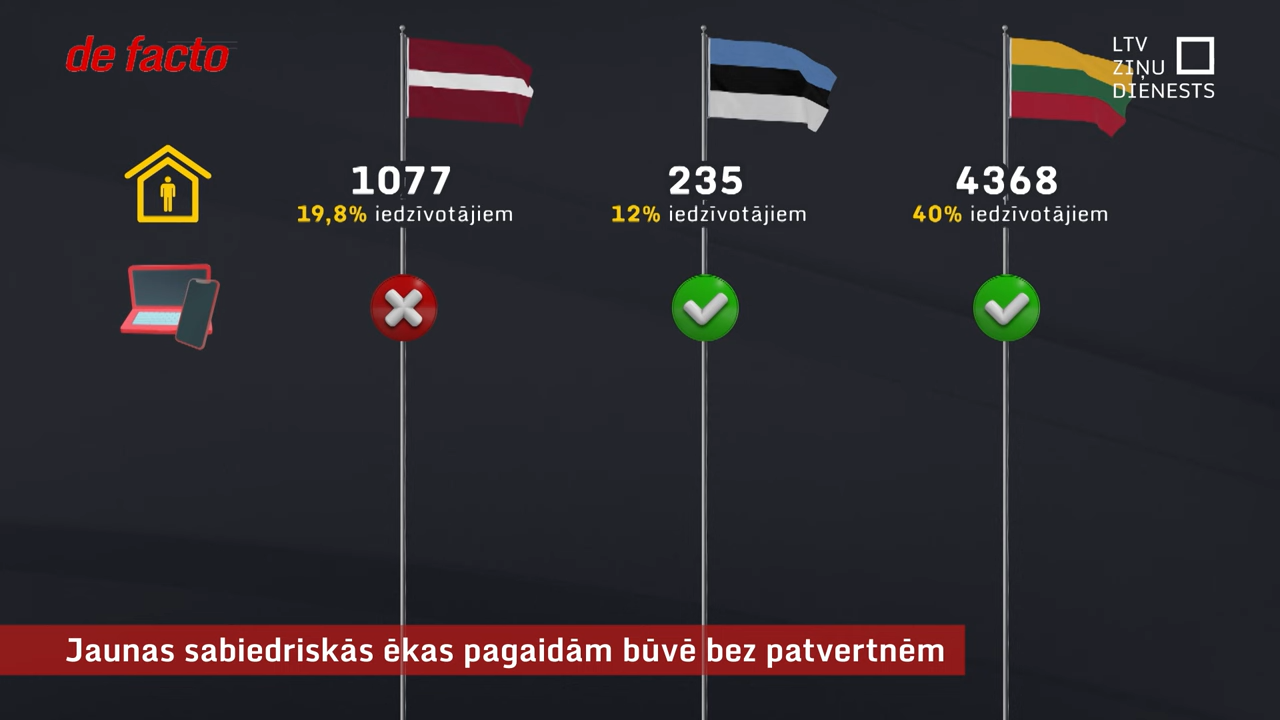 de facto
LTV
ZIŅU
DIENESTS
1077
19,8% iedzīvotājiem
235
12% iedzīvotājiem
4368
40% iedzīvotājiem
Jaunas sabiedriskās ēkas pagaidām būvē bez patvertnēm